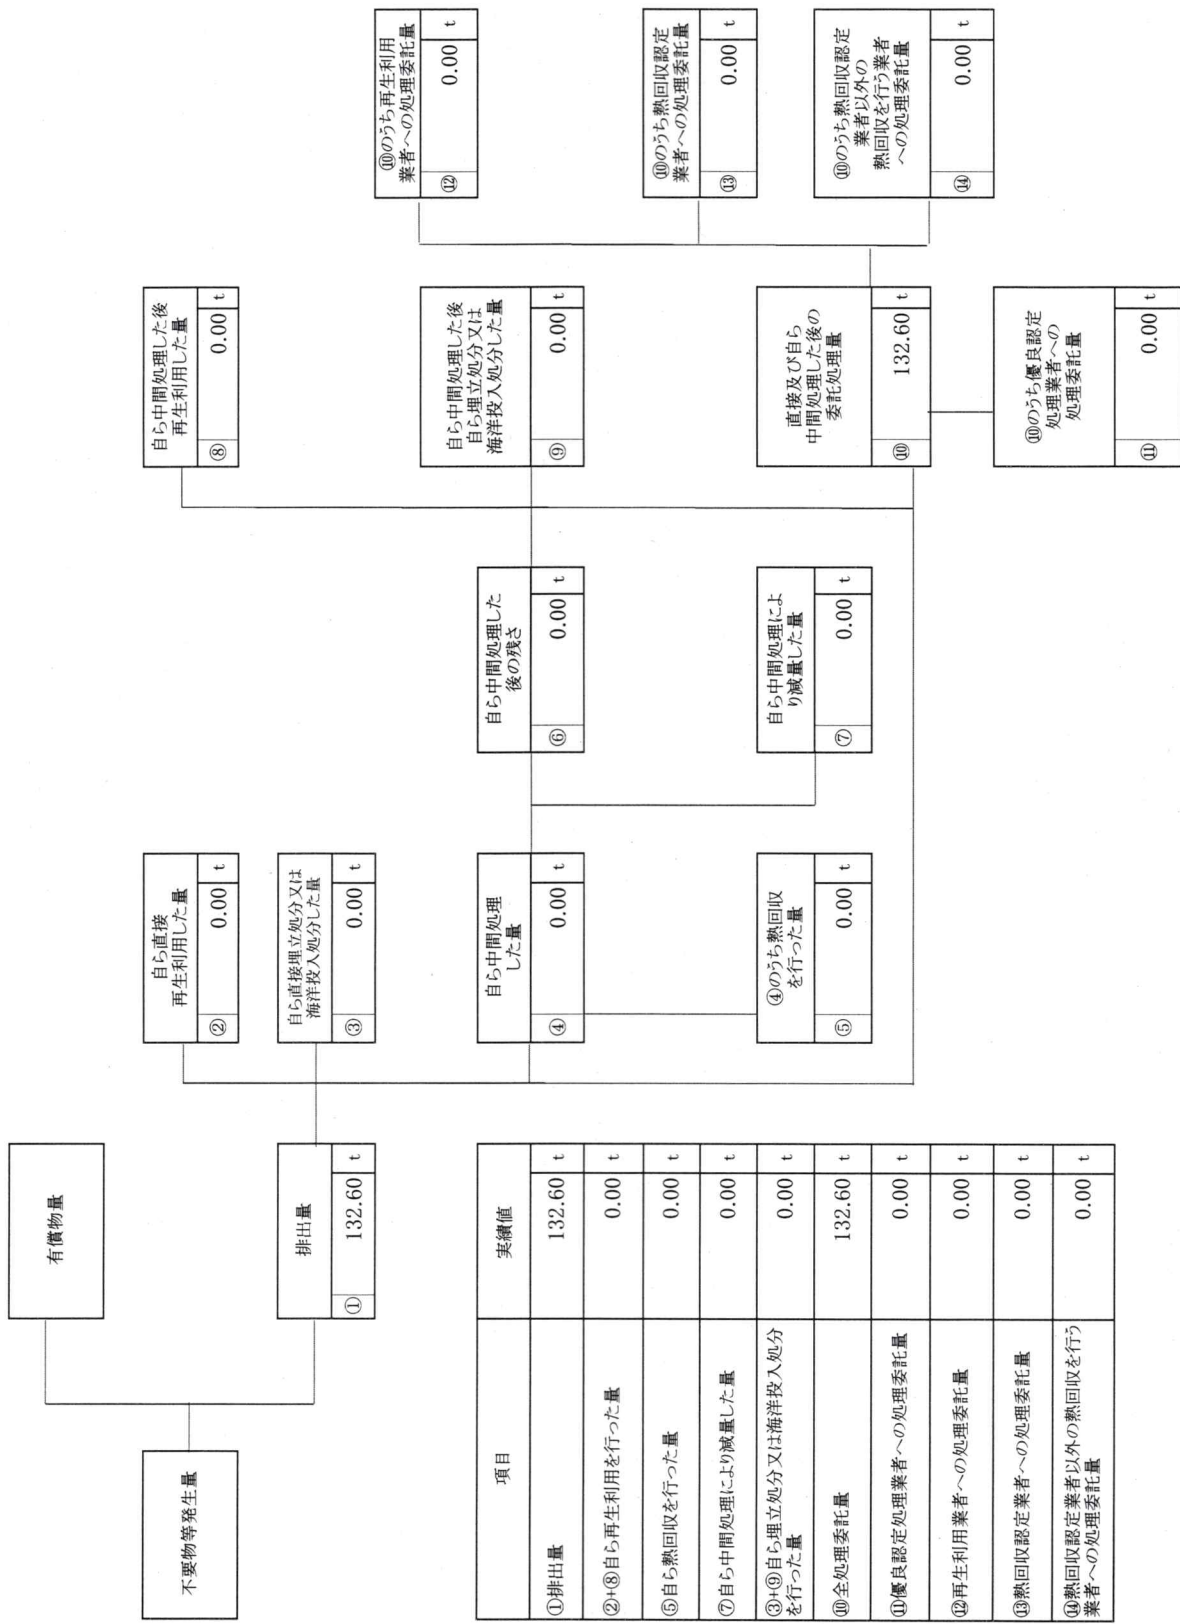 不要物等発生量
有償物量
排出量
① 132.60 t
自ら直接
再生利用した量
② 0.00 t
自ら直接埋立処分又は
海洋投入処分した量
③ 0.00 t
自ら中間処理
した量
④ 0.00 t
④のうち熱回収
を行った量
⑤ 0.00 t
自ら中間処理した
後の残さ
⑥ 0.00 t
自ら中間処理によ
り減量した量
⑦ 0.00 t
自ら中間処理した後
再生利用した量
⑧ 0.00 t
自ら中間処理した後
自ら埋立処分又は
海洋投入処分した量
⑨ 0.00 t
直接及び自ら
中間処理した後の
委託処理量
⑩ 132.60 t
⑩のうち優良認定
処理業者への
処理委託量
⑪ 0.00 t
⑩のうち再生利用
業者への処理委託量
⑫ 0.00 t
⑩のうち熱回収認定
業者への処理委託量
⑬ 0.00 t
⑩のうち熱回収認定
業者以外の
熱回収を行う業者
への処理委託量
⑭ 0.00 t
項目 実績値
①排出量 132.60 t
②+⑧自ら再生利用を行った量 0.00 t
⑤自ら熱回収を行った量 0.00 t
⑦自ら中間処理により減量した量 0.00 t
③+⑨自ら埋立処分又は海洋投入処分
を行った量 0.00 t
⑩全処理委託量 132.60 t
⑪優良認定処理業者への処理委託量 0.00 t
⑫再生利用業者への処理委託量 0.00 t
⑬熱回収認定業者への処理委託量 0.00 t
⑭熱回収認定業者以外の熱回収を行う
業者への処理委託量 0.00 t